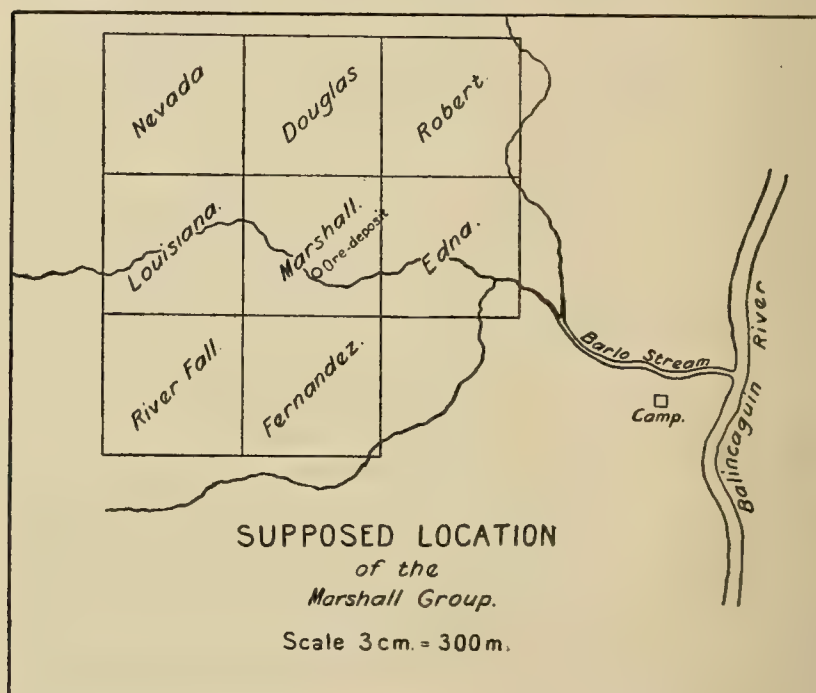 Nevada
Douglas
Robert.
Louisiana.
Marshall.
Ore-deposit
Edna.
River Fall.
Fernandez.
Barlo Stream
Camp.
Balincaguin River
SUPPOSED LOCATION
of the
Marshall Group.
Scale 3 cm. = 300 m.